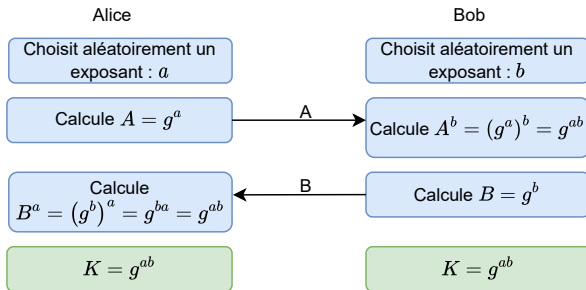 Alice
Bob
Choisit aléatoirement un
exposant : a
Choisit aléatoirement un
exposant : b
Calcule A = g^a
A
Calcule A^b = (g^a)^b = g^{ab}
Calcule
B^a = (g^b)^a = g^{ba} = g^{ab}
B
Calcule B = g^b
K = g^{ab}
K = g^{ab}